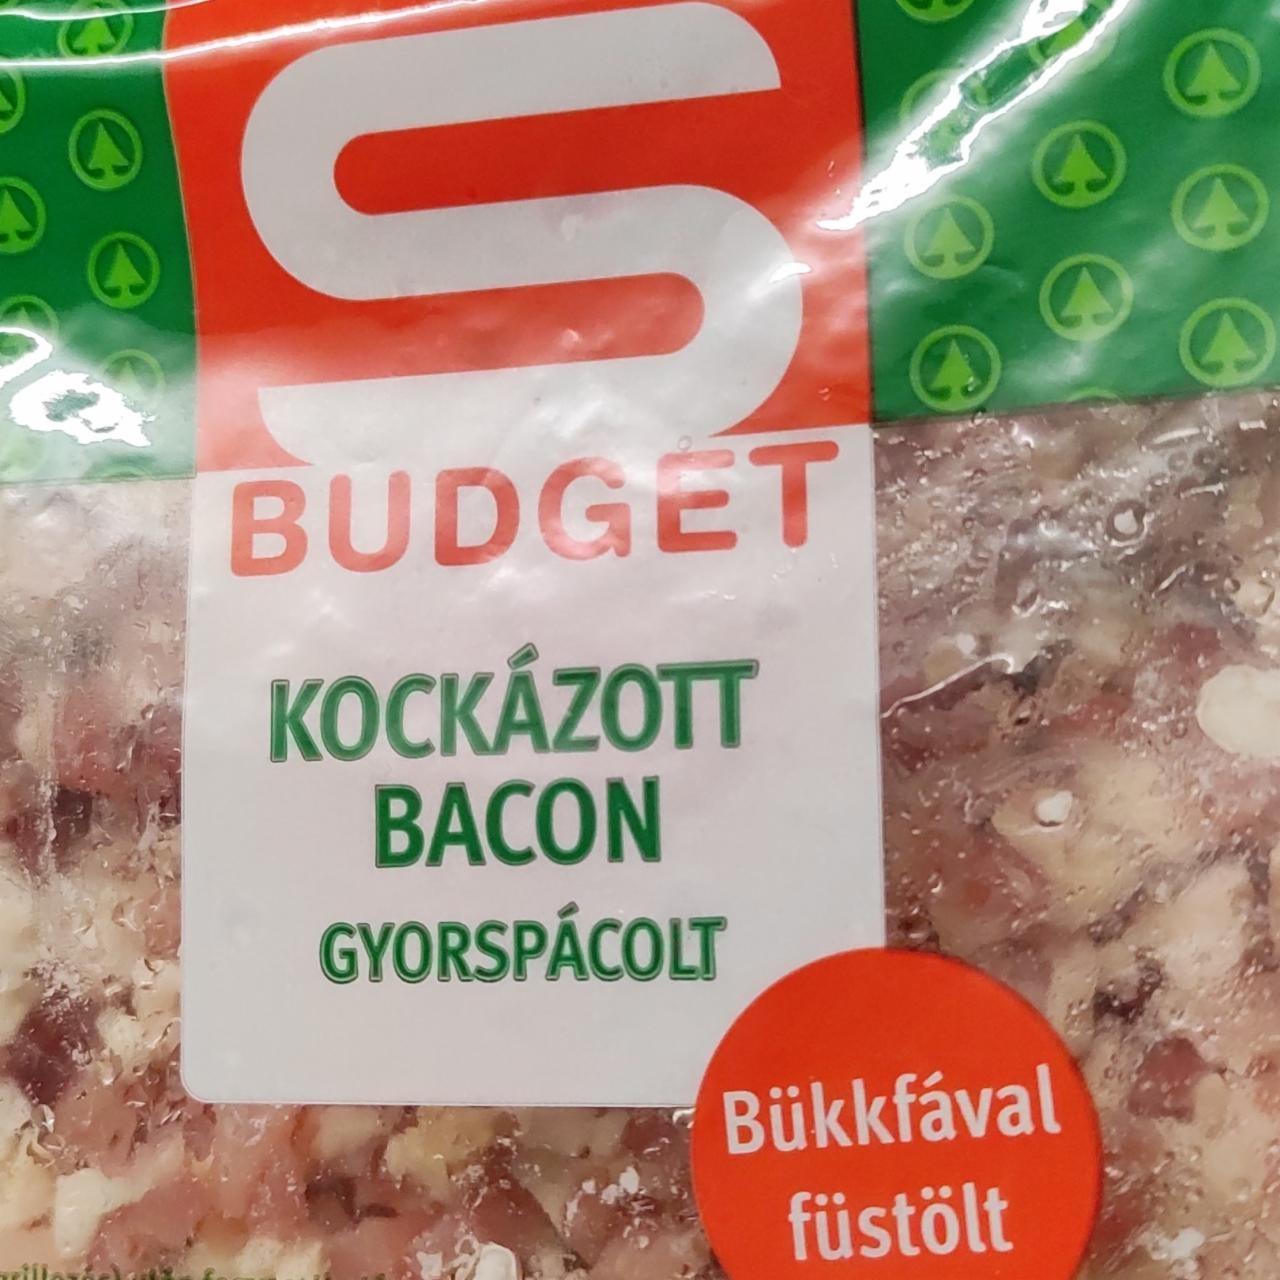 S
BUDGET
KOCKÁZOTT
BACON
GYORSPÁCOLT
Bükkfával
füstölt